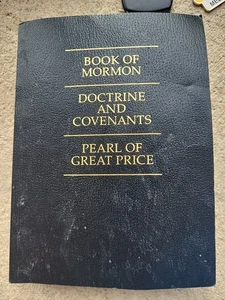 BOOK OF
MORMON
DOCTRINE
AND
COVENANTS
PEARL OF
GREAT PRICE